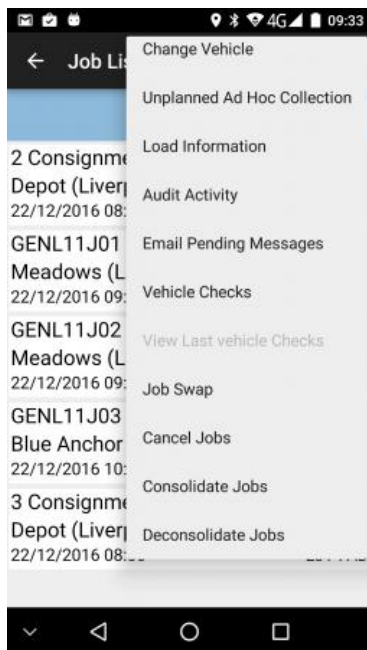 4G 09:33
Job Lis
Change Vehicle
Unplanned Ad Hoc Collection
Load Information
Audit Activity
Email Pending Messages
Vehicle Checks
View Last vehicle Checks
Job Swap
Cancel Jobs
Consolidate Jobs
Deconsolidate Jobs
2 Consignme
Depot (Liverp
22/12/2016 08:
GENL11J01
Meadows (L
22/12/2016 09:
GENL11J02
Meadows (L
22/12/2016 09:
GENL11J03
Blue Anchor
22/12/2016 10:
3 Consignme
Depot (Liverp
22/12/2016 08: